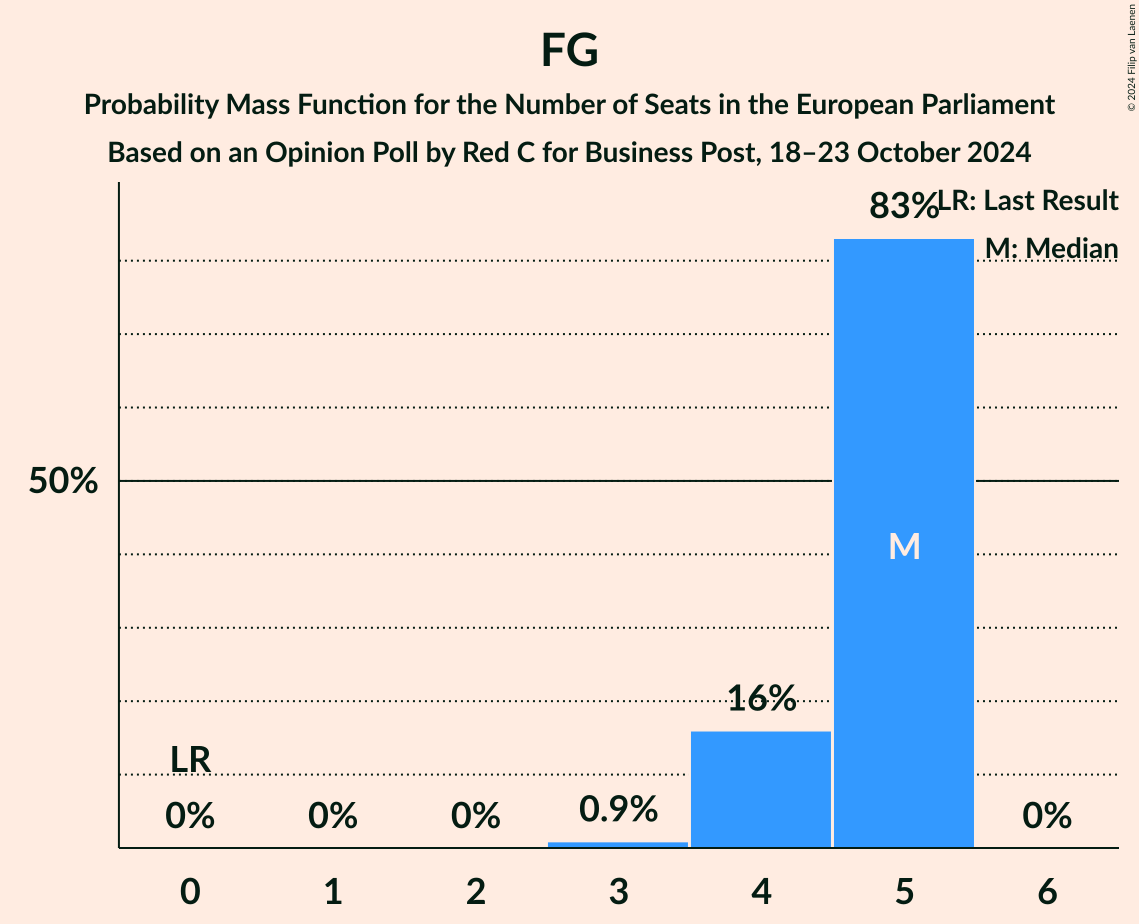 FG
Probability Mass Function for the Number of Seats in the European Parliament
Based on an Opinion Poll by Red C for Business Post, 18–23 October 2024
© 2024 Filip van Laenen
LR: Last Result
M: Median
83%
50%
M
16%
LR
0% 0% 0% 0.9% 0%
0 1 2 3 4 5 6